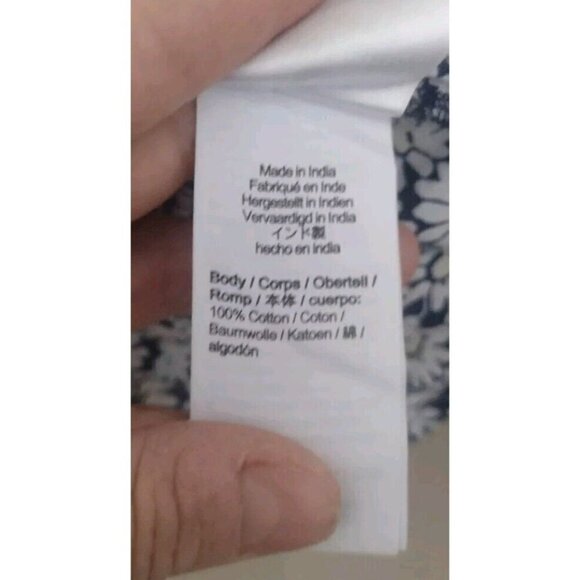 Made in India
Fabriqué en Inde
Hergestellt in Indien
Vervaardigd in India
インド製
hecho en india
Body / Corps / Oberteil /
Romp / 本体 / cuerpo:
100% Cotton / Coton /
Baumwolle / Katoen / 綿 /
algodón